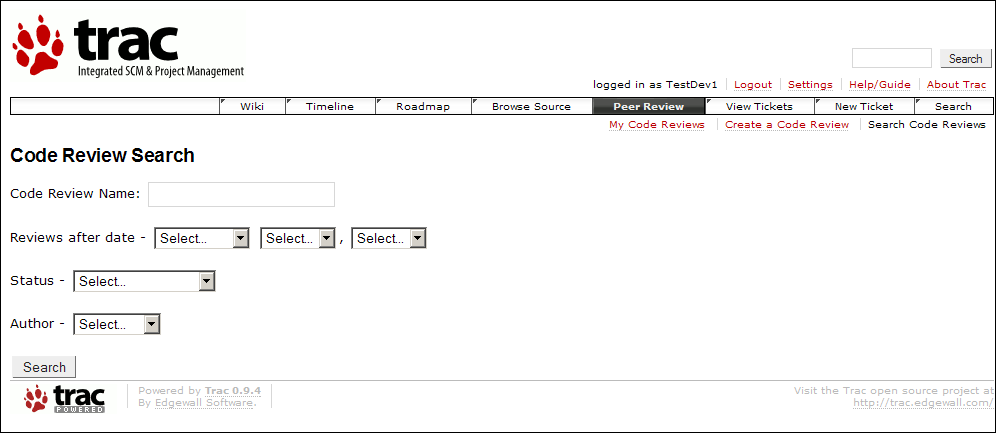 trac
Integrated SCM & Project Management
Search
logged in as TestDev1 Logout Settings Help/Guide About Trac
Wiki Timeline Roadmap Browse Source Peer Review View Tickets New Ticket Search
My Code Reviews Create a Code Review Search Code Reviews
Code Review Search
Code Review Name:
Reviews after date - Select... Select... , Select...
Status - Select...
Author - Select...
Search
trac POWERED
Powered by Trac 0.9.4
By Edgewall Software.
Visit the Trac open source project at
http://trac.edgewall.com/